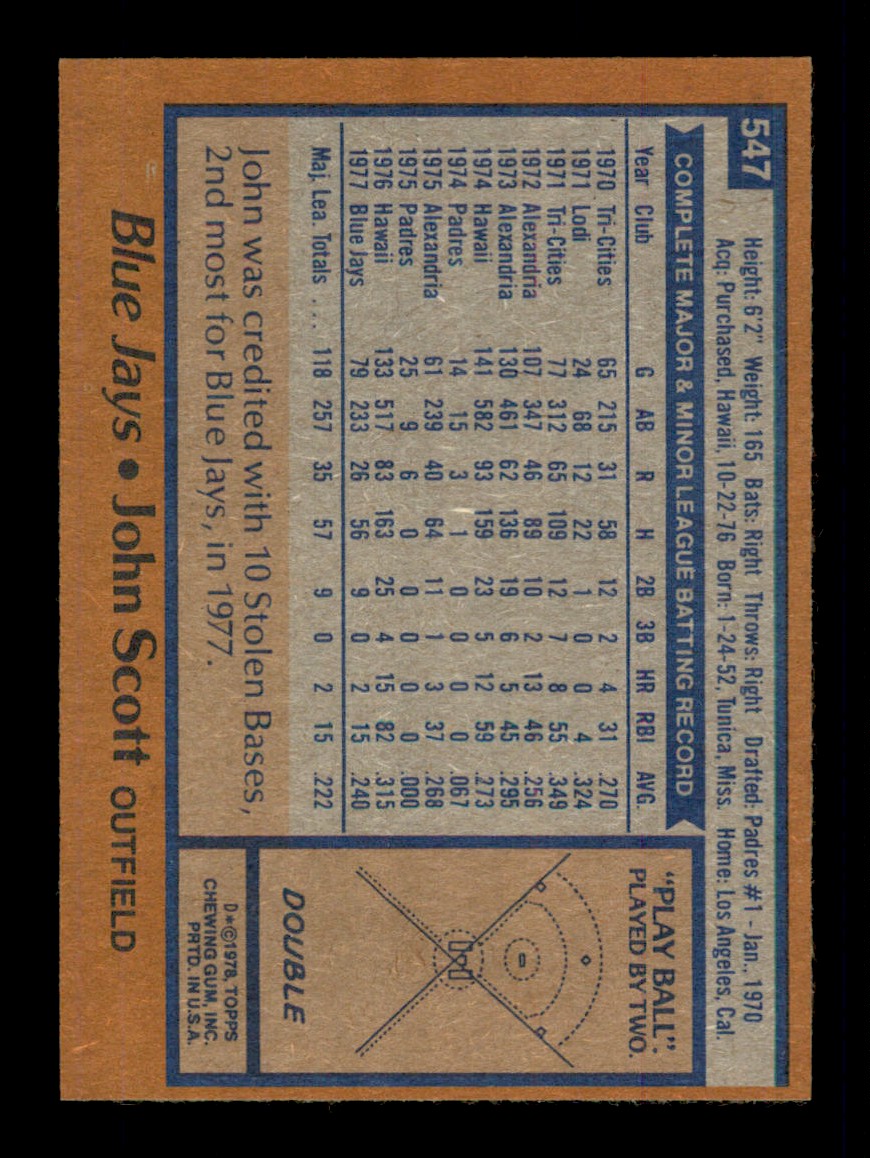 547
Height: 6'2" Weight: 165 Bats: Right Throws: Right Drafted: Padres #1 - Jan., 1970
Acq: Purchased, Hawaii, 10-22-76 Born: 1-24-52, Tunica, Miss. Home: Los Angeles, Cal.
COMPLETE MAJOR & MINOR LEAGUE BATTING RECORD
Year Club G AB R H 2B 3B HR RBI AVG.
1970 Tri-Cities 65 215 31 58 12 2 4 31 .270
1971 Lodi 24 68 12 22 1 0 0 4 .324
1971 Tri-Cities 77 312 65 109 12 7 8 55 .349
1972 Alexandria 107 347 46 89 10 2 13 46 .256
1973 Alexandria 130 461 62 136 19 6 5 45 .295
1974 Hawaii 141 582 93 159 23 5 12 59 .273
1974 Padres 14 15 3 1 0 0 0 0 .067
1975 Alexandria 61 239 40 64 11 1 3 37 .268
1975 Padres 25 9 6 0 0 0 0 0 .000
1976 Hawaii 133 517 83 163 25 4 15 82 .315
1977 Blue Jays 79 233 26 56 9 0 2 15 .240
Maj. Lea. Totals ... 118 257 35 57 9 0 2 15 .222
John was credited with 10 Stolen Bases,
2nd most for Blue Jays, in 1977.
"PLAY BALL":
PLAYED BY TWO.
DOUBLE
D*©1978, TOPPS
CHEWING GUM, INC.
PRTD. IN U.S.A.
Blue Jays • John Scott OUTFIELD